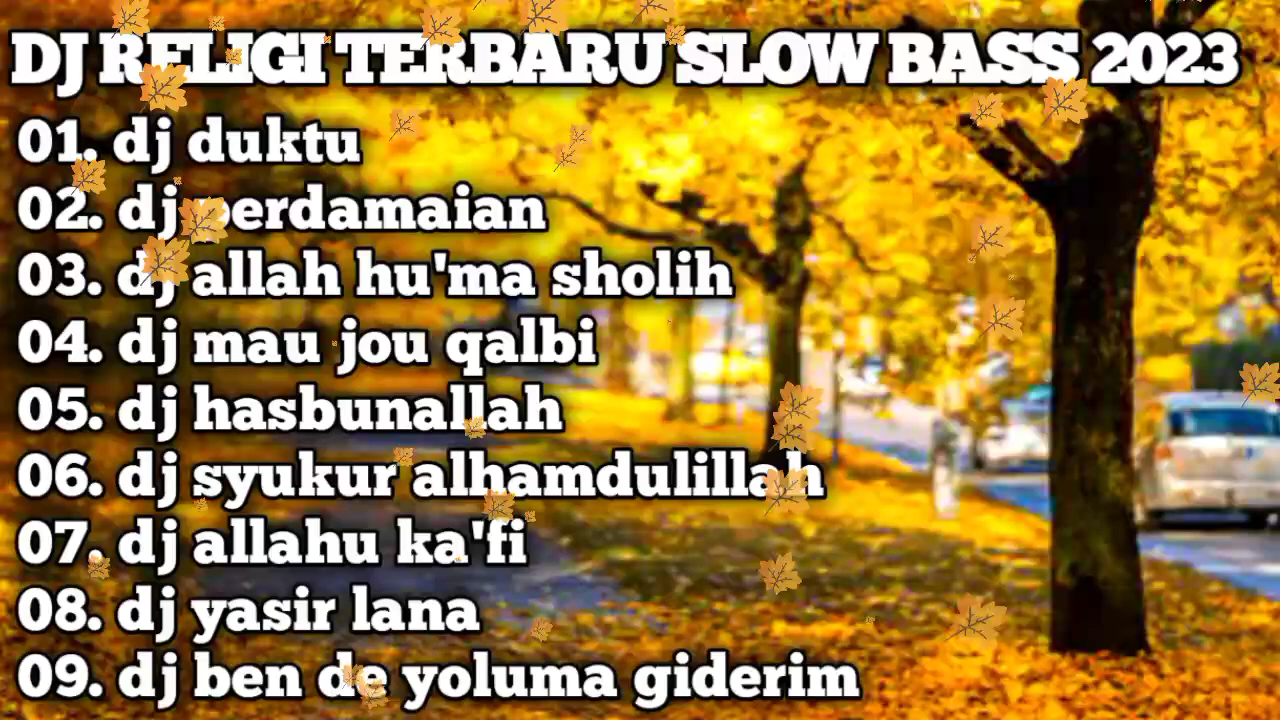 DJ RELIGI TERBARU SLOW BASS 2023
01. dj duktu
02. dj perdamaian
03. dj allah hu'ma sholih
04. dj mau jou qalbi
05. dj hasbunallah
06. dj syukur alhamdulillah
07. dj allahu ka'fi
08. dj yasir lana
09. dj ben de yoluma giderim